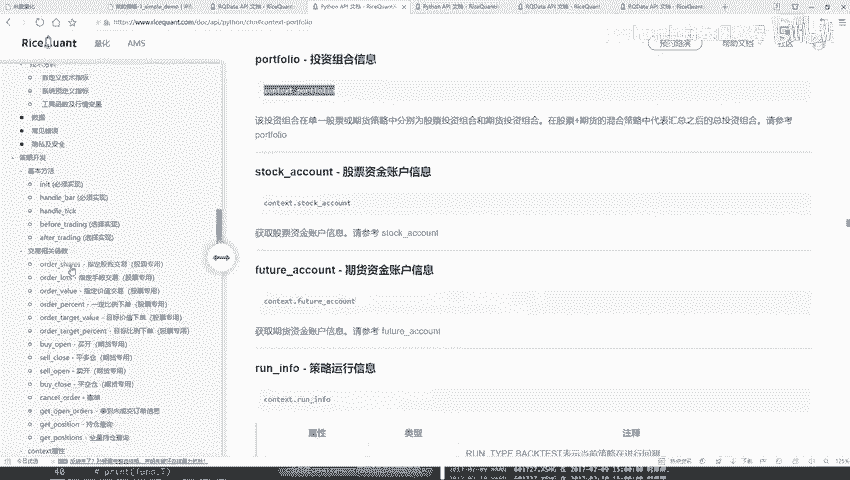 Python API 文档 - RiceQuant
RQData API 文档 - RiceQ
https://www.ricequant.com/doc/api/python/chn#context-portfolio
RiceQuant 量化 AMS
帮助文档 社区
自定义技术指标
系统预定义指标
工具函数及行情变量
数据
常见错误
隐私及安全
策略开发
基本方法
init (必须实现)
handle_bar (必须实现)
handle_tick
before_trading (选择实现)
after_trading (选择实现)
交易相关函数
order_shares - 指定股数交易 (股票专用)
order_lots - 指定手数交易 (股票专用)
order_value - 指定价值交易 (股票专用)
order_percent - 一定比例下单 (股票专用)
order_target_value - 目标价值下单 (股票专用)
order_target_percent - 目标比例下单 (股票专用)
buy_open - 买开 (期货专用)
sell_close - 平多仓 (期货专用)
sell_open - 卖开 (期货专用)
buy_close - 平空仓 (期货专用)
cancel_order - 撤单
get_open_orders - 拿到未成交订单信息
get_position - 持仓查询
get_positions - 全量持仓查询
context属性
portfolio - 投资组合信息
该投资组合在单一股票或期货策略中分别为股票投资组合和期货投资组合。在股票+期货的混合策略中代表汇总之后的总投资组合。请参考
portfolio
stock_account - 股票资金账户信息
context.stock_account
获取股票资金账户信息。请参考 stock_account
future_account - 期货资金账户信息
context.future_account
获取期货资金账户信息。请参考 future_account
run_info - 策略运行信息
context.run_info
属性 类型 注释
RUN_TYPE.BACKTEST表示当前策略在进行回测
125%
40 # print(fund.T)